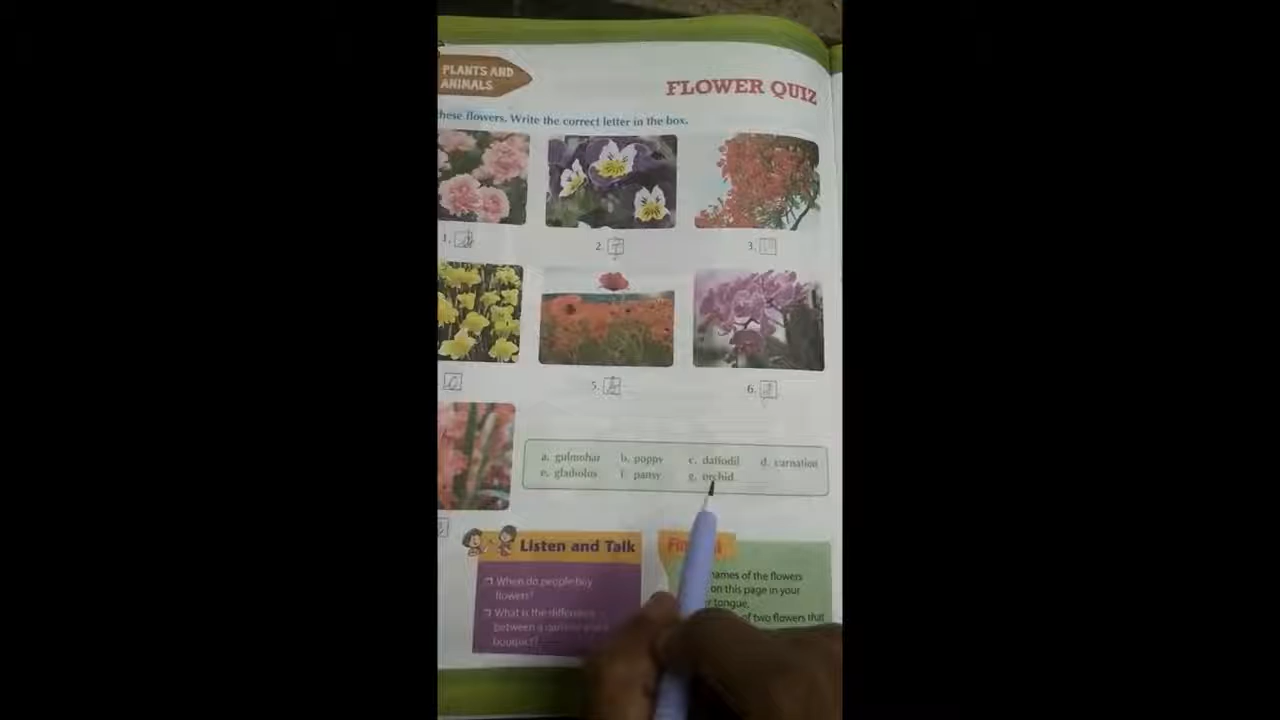 PLANTS AND
ANIMALS
FLOWER QUIZ
these flowers. Write the correct letter in the box.
1.
2.
3.
5.
6.
a. gulmohar b. poppy c. daffodil d. carnation
e. gladiolus f. pansy g. orchid
Listen and Talk
When do people buy
flowers?
What is the difference
between a
bouquet?
names of the flowers
on this page in your
tongue.
of two flowers that